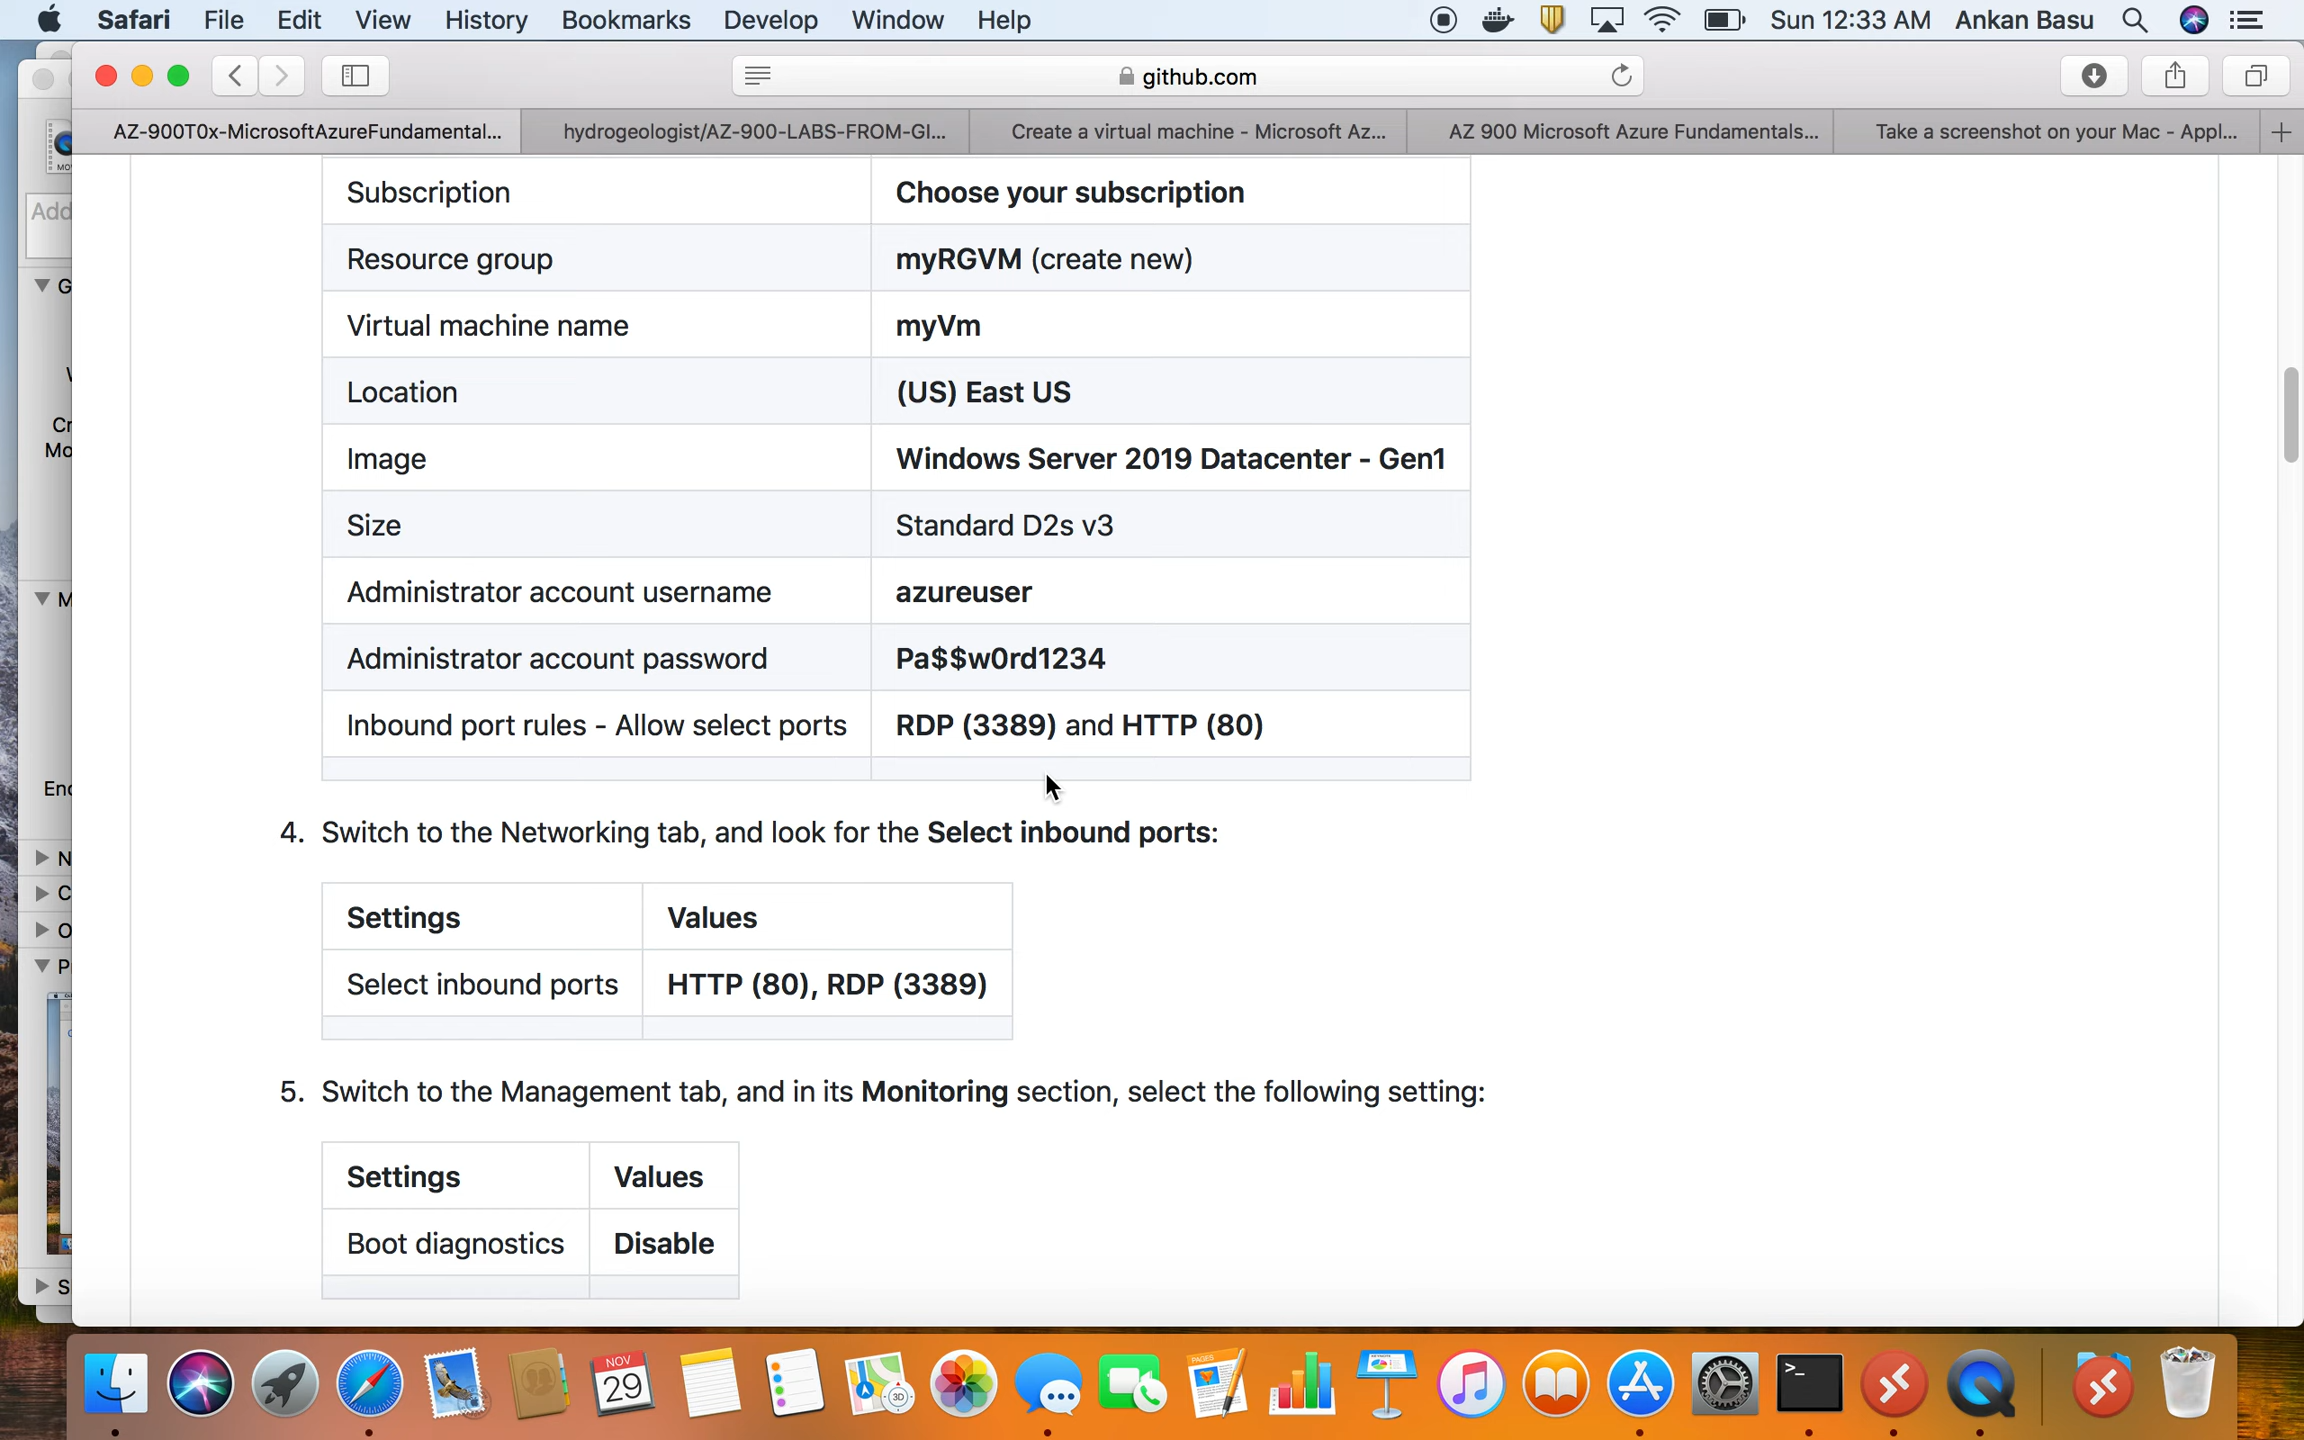 Safari File Edit View History Bookmarks Develop Window Help Sun 12:33 AM Ankan Basu
github.com
AZ-900T0x-MicrosoftAzureFundamental... hydrogeologist/AZ-900-LABS-FROM-GI... Create a virtual machine - Microsoft Az... AZ 900 Microsoft Azure Fundamentals... Take a screenshot on your Mac - Appl...
Add
Subscription Choose your subscription
Resource group myRGVM (create new)
Virtual machine name myVm
Location (US) East US
Image Windows Server 2019 Datacenter - Gen1
Size Standard D2s v3
Administrator account username azureuser
Administrator account password Pa$$w0rd1234
Inbound port rules - Allow select ports RDP (3389) and HTTP (80)
4. Switch to the Networking tab, and look for the Select inbound ports:
Settings Values
Select inbound ports HTTP (80), RDP (3389)
5. Switch to the Management tab, and in its Monitoring section, select the following setting:
Settings Values
Boot diagnostics Disable
NOV
29
3D
PAGES
KEYNOTE